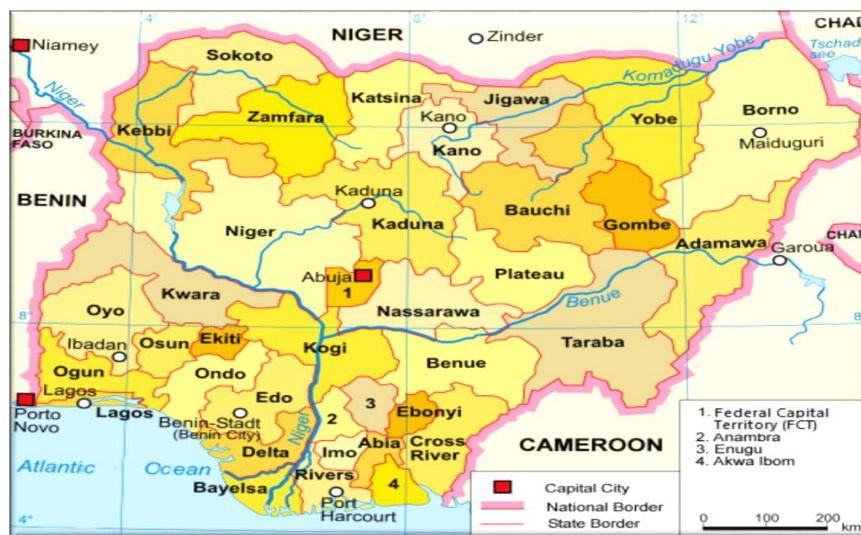 4°
8
12°
NIGER
Zinder
CHAD
Tschad-
see
Niamey
Sokoto
Komadugu Yobe
Niger
Katsina
Jigawa
Kebbi
Zamfara
Kano
Yobe
Borno
BURKINA
FASO
Kano
Maiduguri
BENIN
Kaduna
Bauchi
Gombe
Niger
Kaduna
Adamawa
CHAD
Garoua
Abuja
1
Plateau
Kwara
Nassarawa
Benue
Oyo
8°
Ibadan
Osun
Ekiti
Kogi
Benue
Taraba
Ogun
Ondo
Lagos
Edo
3
Ebonyi
Porto
Novo
Lagos
Benin-Stadt
(Benin City)
Niger
2
Abia
Cross
River
CAMEROON
Atlantic Ocean
Delta
Imo
Bayelsa
Rivers
4
Port
Harcourt
4°
1. Federal Capital
Territory (FCT)
2 Anambra
3 Enugu
4 Akwa Ibom
Capital City
National Border
State Border
0 100 200
km